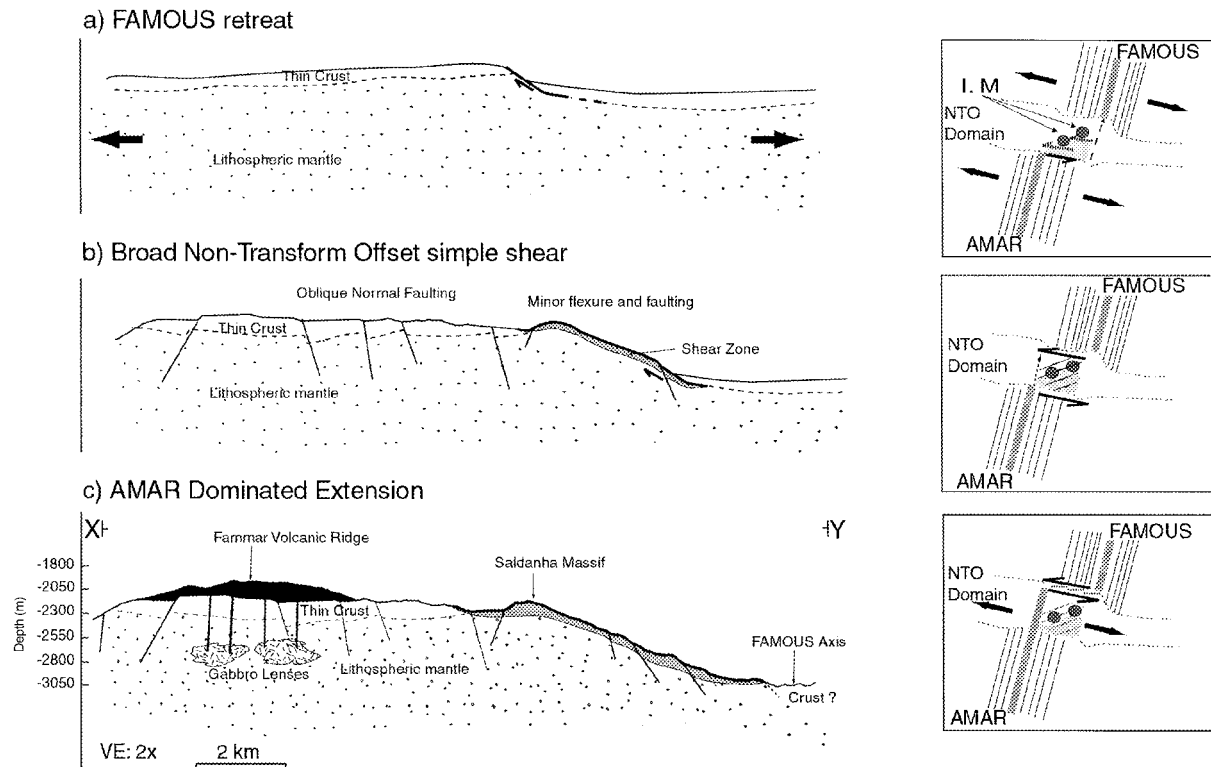 a) FAMOUS retreat
Thin Crust
Lithospheric mantle
FAMOUS
I. M
NTO
Domain
AMAR
b) Broad Non-Transform Offset simple shear
Oblique Normal Faulting
Minor flexure and faulting
Thin Crust
Shear Zone
Lithospheric mantle
FAMOUS
NTO
Domain
AMAR
c) AMAR Dominated Extension
X
Y
Fammar Volcanic Ridge
Saldanha Massif
Depth (m)
-1800
-2050
-2300
-2550
-2800
-3050
Thin Crust
FAMOUS Axis
Gabbro Lenses
Lithospheric mantle
Crust ?
VE: 2x
2 km
FAMOUS
NTO
Domain
AMAR